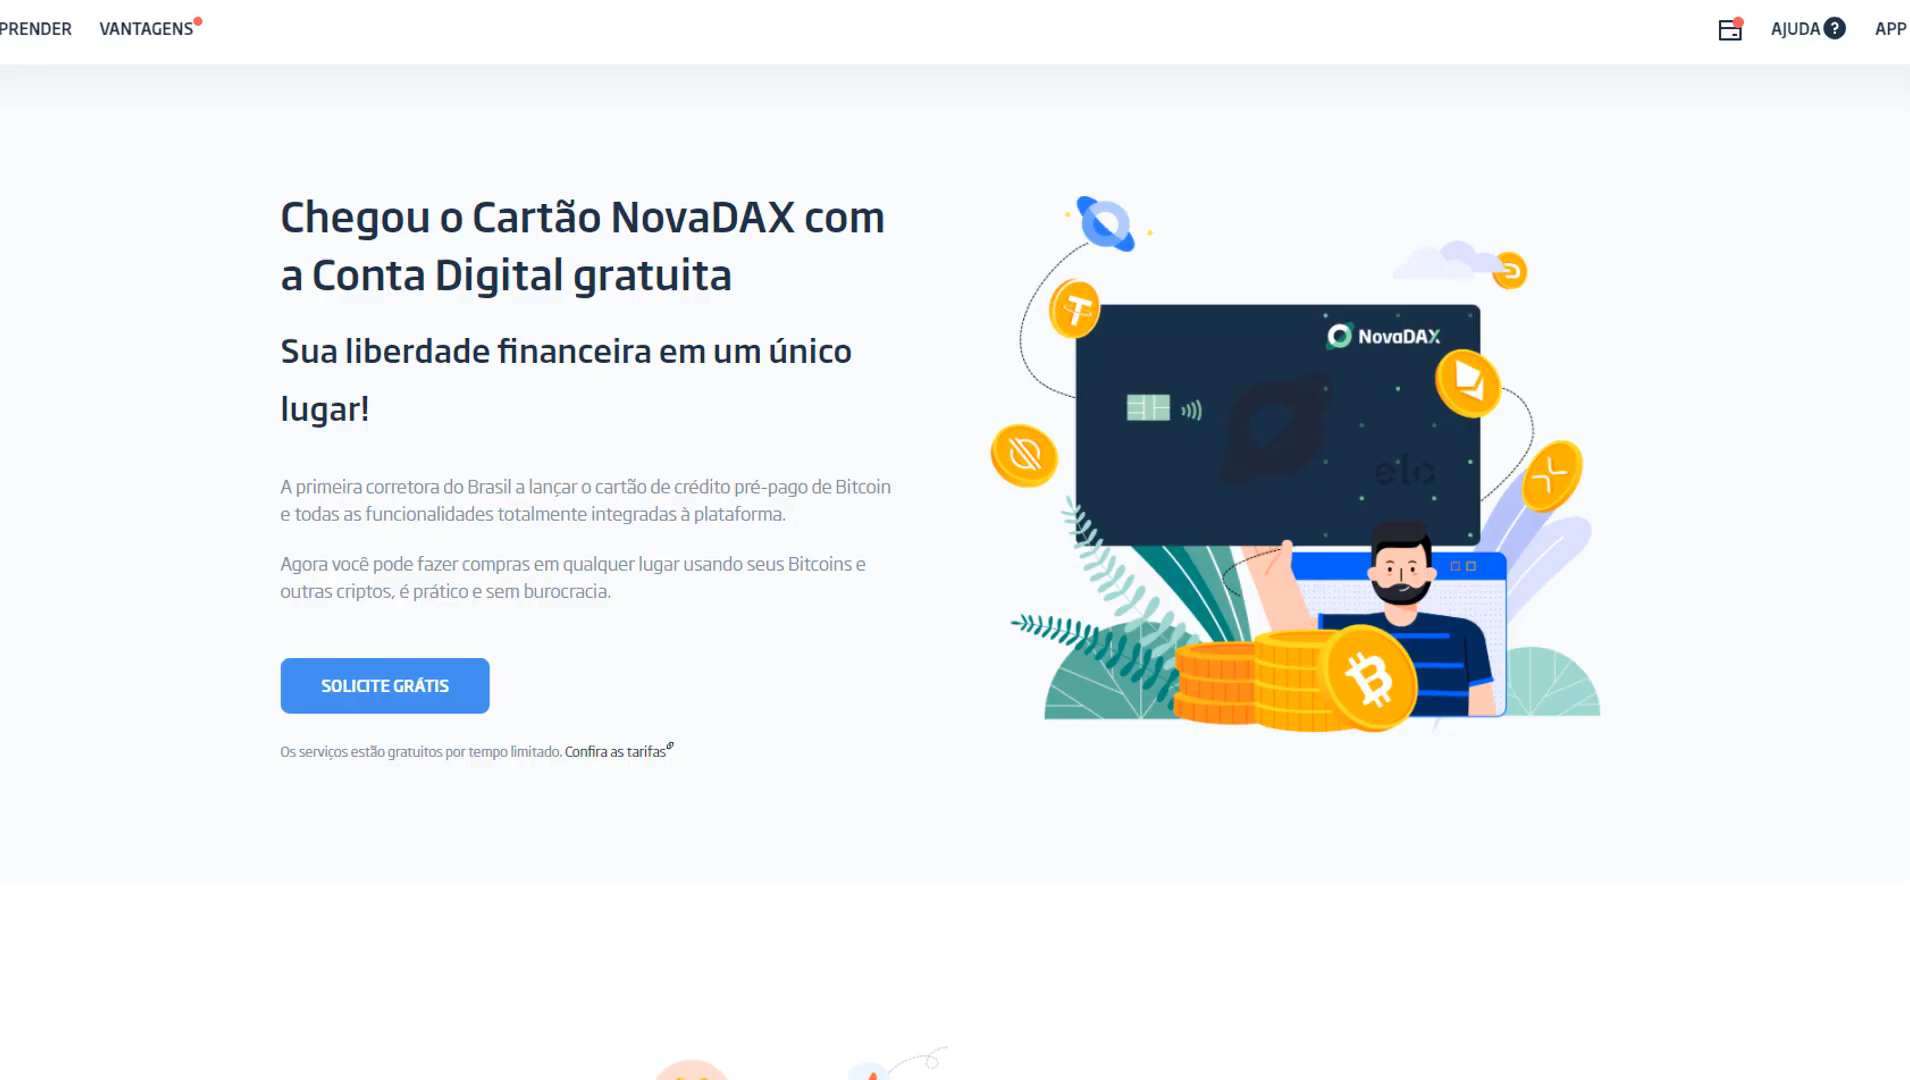 PRENDER VANTAGENS AJUDA ? APP
Chegou o Cartão NovaDAX com
a Conta Digital gratuita
Sua liberdade financeira em um único
lugar!
A primeira corretora do Brasil a lançar o cartão de crédito pré-pago de Bitcoin
e todas as funcionalidades totalmente integradas à plataforma.
Agora você pode fazer compras em qualquer lugar usando seus Bitcoins e
outras criptos, é prático e sem burocracia.
SOLICITE GRÁTIS
Os serviços estão gratuitos por tempo limitado. Confira as tarifas
NovaDAX
elo